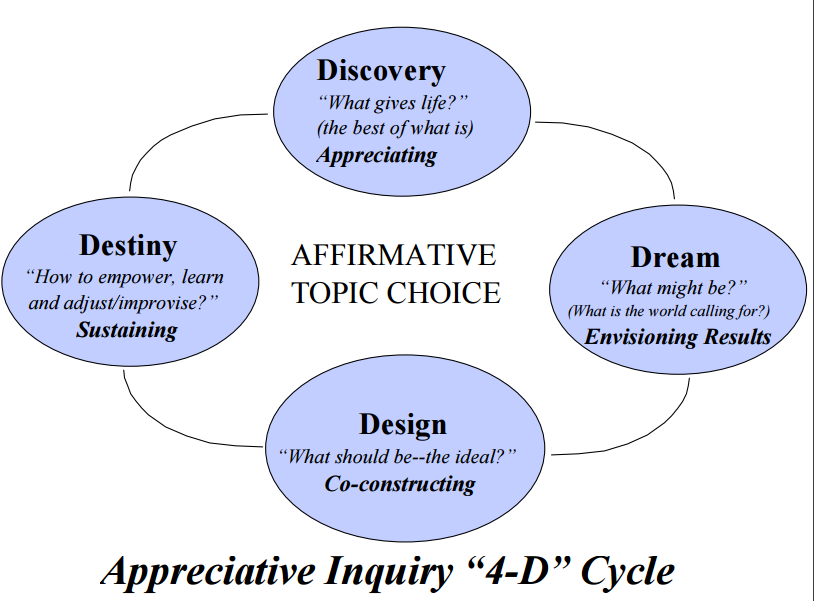 Discovery
“What gives life?”
(the best of what is)
Appreciating
Destiny
“How to empower, learn
and adjust/improvise?”
Sustaining
AFFIRMATIVE
TOPIC CHOICE
Dream
“What might be?”
(What is the world calling for?)
Envisioning Results
Design
“What should be--the ideal?”
Co-constructing
Appreciative Inquiry “4-D” Cycle